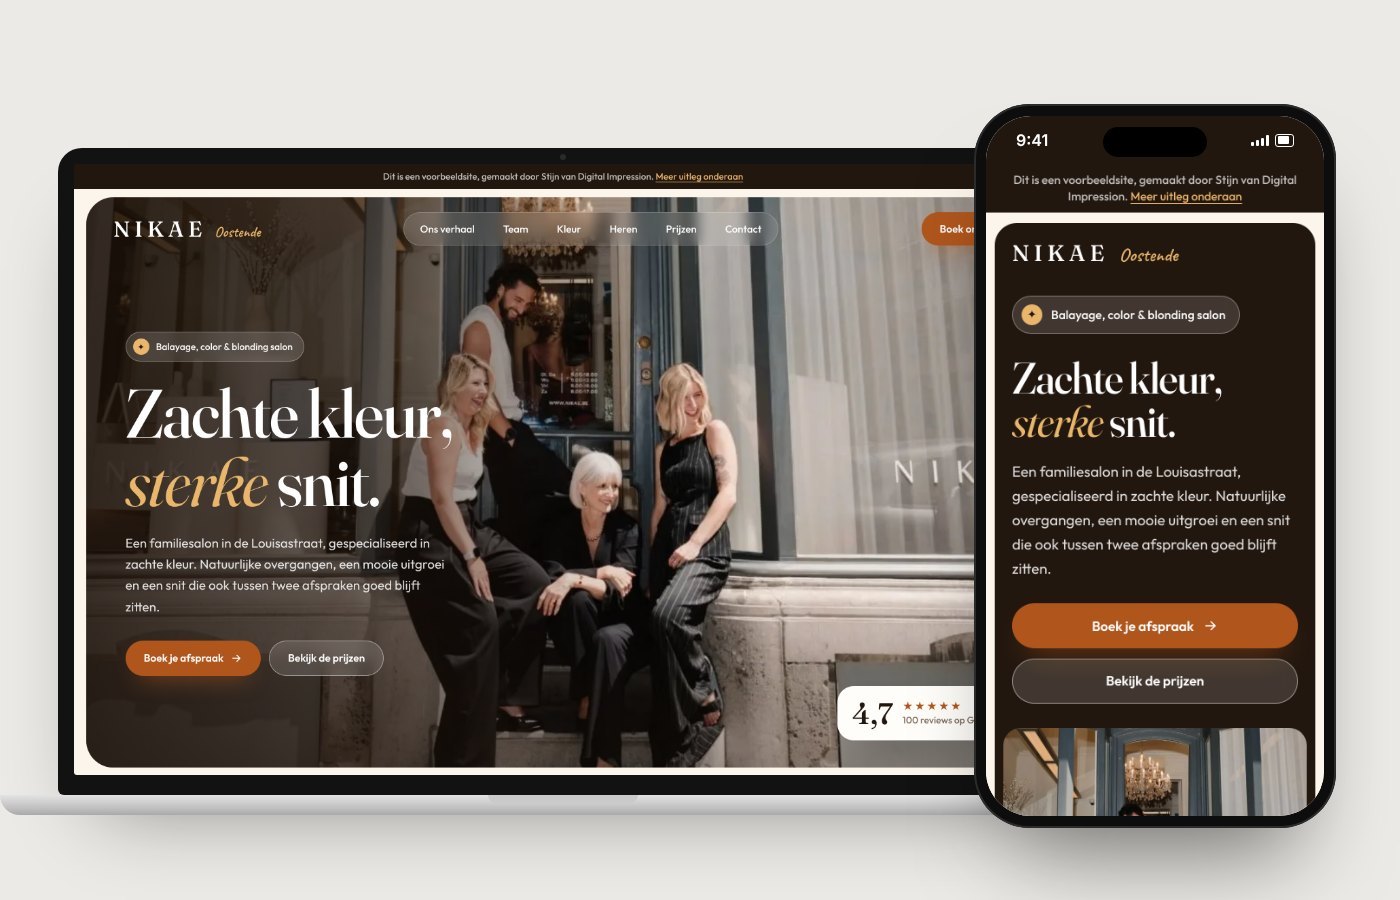 Dit is een voorbeeldsite, gemaakt door Stijn van Digital Impression. Meer uitleg onderaan
NIKAE Oostende
Ons verhaal Team Kleur Heren Prijzen Contact
Boek
Balayage, color & blonding salon
Zachte kleur,
sterke snit.
Een familiesalon in de Louisastraat, gespecialiseerd in
zachte kleur. Natuurlijke overgangen, een mooie uitgroei
en een snit die ook tussen twee afspraken goed blijft
zitten.
Boek je afspraak →
Bekijk de prijzen
WWW.NIKAE.BE
NIK
4,7 ★★★★★
100 reviews op G
9:41
Dit is een voorbeeldsite, gemaakt door Stijn van Digital
Impression. Meer uitleg onderaan
NIKAE Oostende
Balayage, color & blonding salon
Zachte kleur,
sterke snit.
Een familiesalon in de Louisastraat,
gespecialiseerd in zachte kleur. Natuurlijke
overgangen, een mooie uitgroei en een snit
die ook tussen twee afspraken goed blijft
zitten.
Boek je afspraak →
Bekijk de prijzen